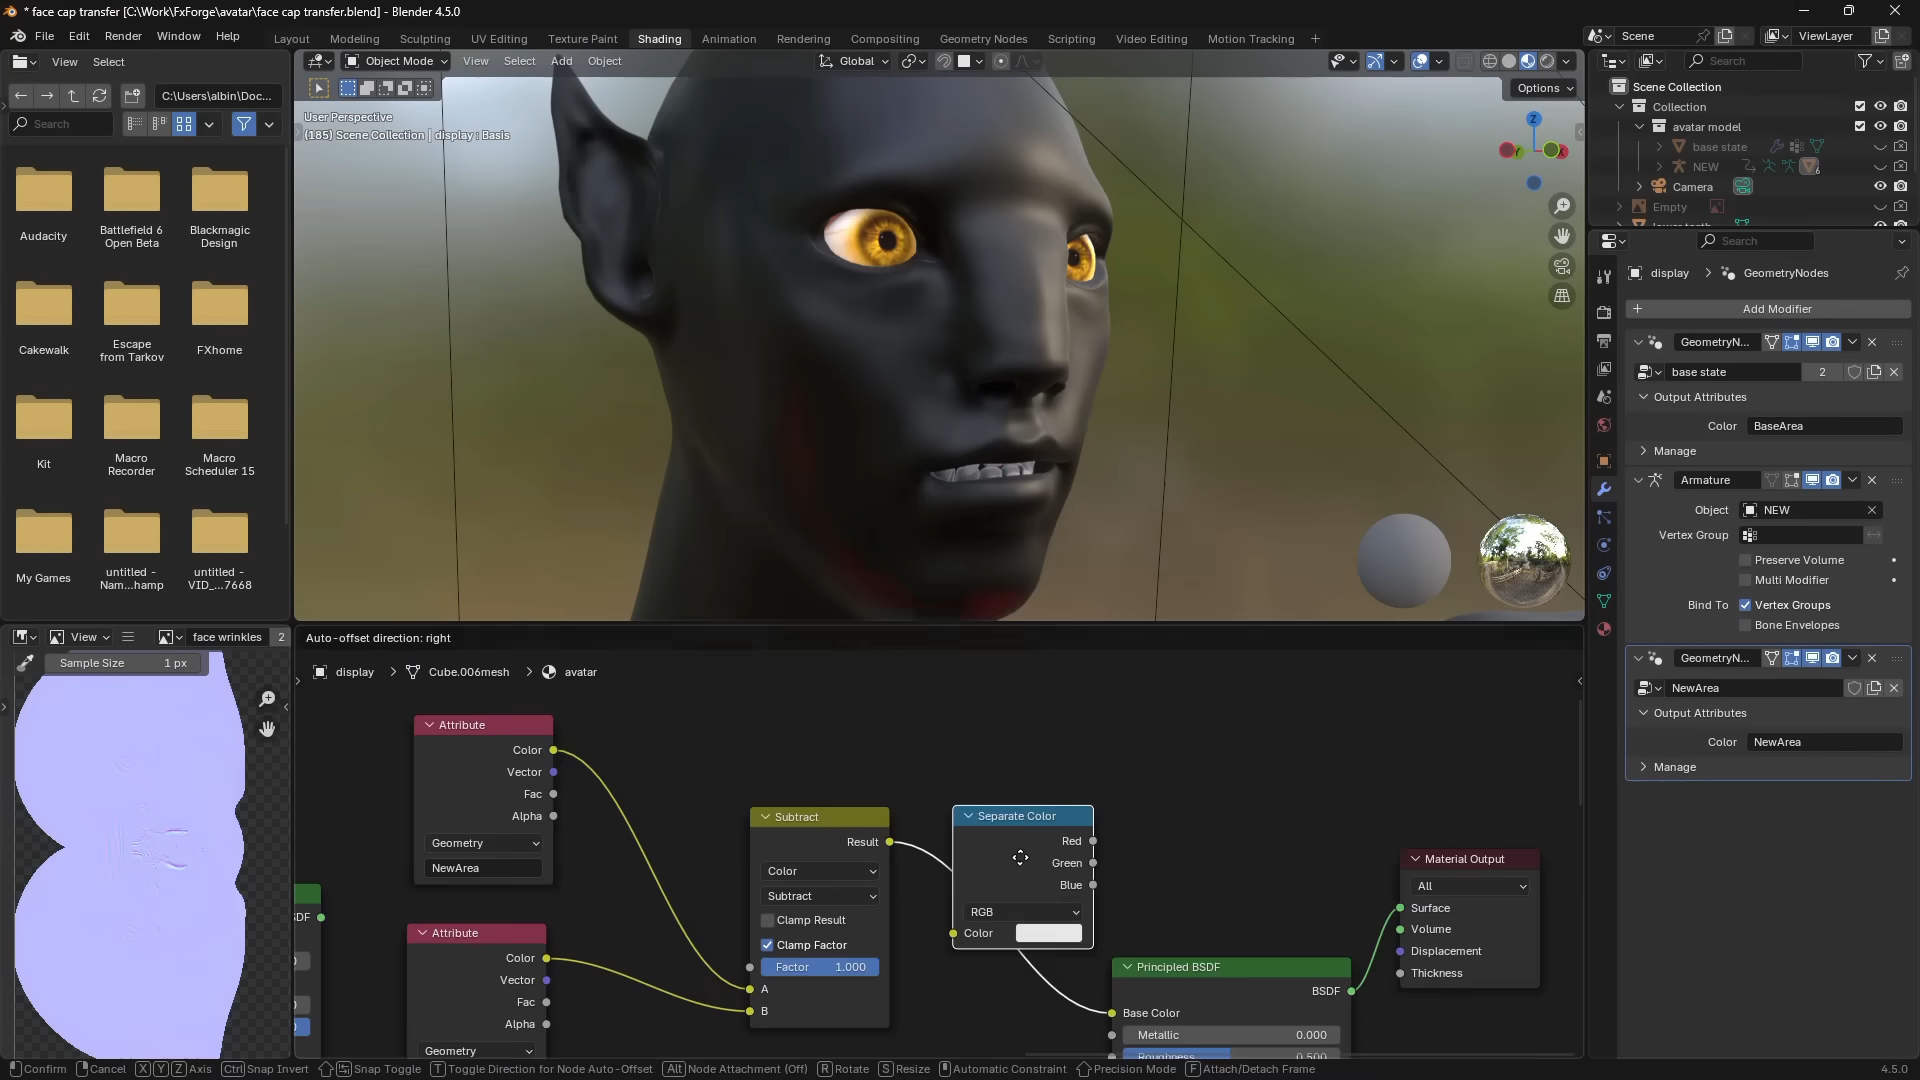 * face cap transfer [C:\Work\FxForge\avatar\face cap transfer.blend] - Blender 4.5.0
File Edit Render Window Help
Layout Modeling Sculpting UV Editing Texture Paint Shading Animation Rendering Compositing Geometry Nodes Scripting Video Editing Motion Tracking +
Scene
ViewLayer
View Select
C:\Users\albin\Doc...
Search
Audacity
Battlefield 6 Open Beta
Blackmagic Design
Cakewalk
Escape from Tarkov
FXhome
Kit
Macro Recorder
Macro Scheduler 15
My Games
untitled - Nam...hamp
untitled - VID_...7668
Object Mode View Select Add Object
Global
Options
User Perspective
(185) Scene Collection | display : Basis
Z
Y
X
Search
Scene Collection
Collection
avatar model
base state
NEW
6
Camera
Empty
Search
display > GeometryNodes
+ Add Modifier
GeometryN...
base state 2
Output Attributes
Color BaseArea
Manage
Armature
Object NEW
Vertex Group
Preserve Volume
Multi Modifier
Bind To Vertex Groups
Bone Envelopes
GeometryN...
NewArea
Output Attributes
Color NewArea
Manage
View
face wrinkles 2
Sample Size 1 px
Auto-offset direction: right
display > Cube.006mesh > avatar
Attribute
Color
Vector
Fac
Alpha
Geometry
NewArea
Attribute
Color
Vector
Fac
Alpha
Geometry
Subtract
Result
Color
Subtract
Clamp Result
Clamp Factor
Factor 1.000
A
B
Separate Color
Red
Green
Blue
RGB
Color
Principled BSDF
BSDF
Base Color
Metallic 0.000
Roughness 0.500
Material Output
All
Surface
Volume
Displacement
Thickness
Confirm Cancel X Y Z Axis Ctrl Snap Invert Snap Toggle T Toggle Direction for Node Auto-Offset Alt Node Attachment (Off) R Rotate S Resize Automatic Constraint Precision Mode F Attach/Detach Frame 4.5.0